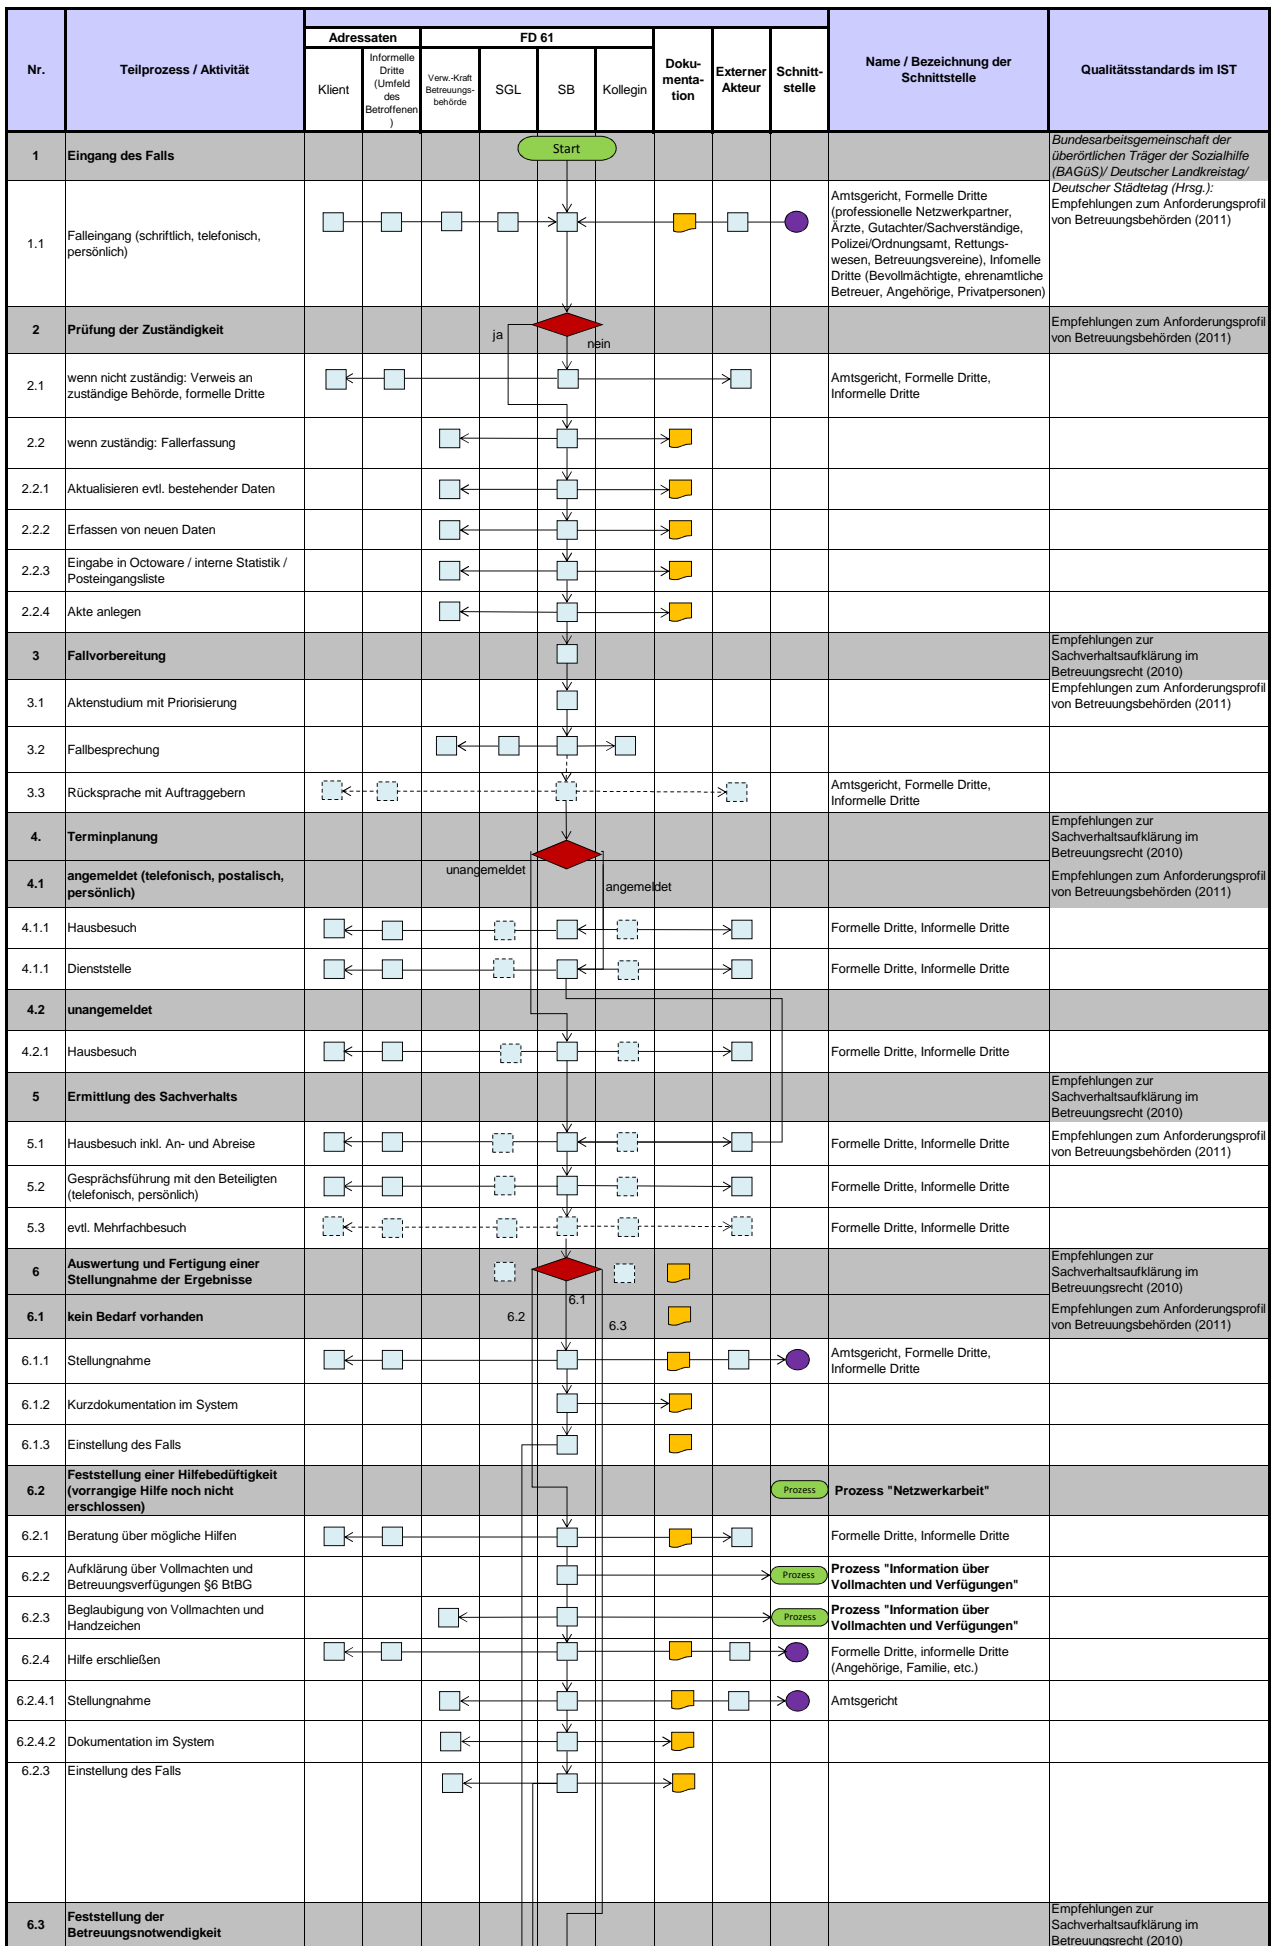 Nr.
Teilprozess / Aktivität
Adressaten
FD 61
Klient
Informelle
Dritte
(Umfeld
des
Betroffenen
)
Verw.-Kraft
Betreuungs-
behörde
SGL
SB
Kollegin
Doku-
menta-
tion
Externer
Akteur
Schnitt-
stelle
Name / Bezeichnung der
Schnittstelle
Qualitätsstandards im IST
1
Eingang des Falls
Start
Bundesarbeitsgemeinschaft der
überörtlichen Träger der Sozialhilfe
(BAGüS)/ Deutscher Landkreistag/
Deutscher Städtetag (Hrsg.):
Empfehlungen zum Anforderungsprofil
von Betreuungsbehörden (2011)
1.1
Falleingang (schriftlich, telefonisch,
persönlich)
Amtsgericht, Formelle Dritte
(professionelle Netzwerkpartner,
Ärzte, Gutachter/Sachverständige,
Polizei/Ordnungsamt, Rettungs-
wesen, Betreuungsvereine), Infomelle
Dritte (Bevollmächtigte, ehrenamtliche
Betreuer, Angehörige, Privatpersonen)
2
Prüfung der Zuständigkeit
ja
nein
Empfehlungen zum Anforderungsprofil
von Betreuungsbehörden (2011)
2.1
wenn nicht zuständig: Verweis an
zuständige Behörde, formelle Dritte
Amtsgericht, Formelle Dritte,
Informelle Dritte
2.2
wenn zuständig: Fallerfassung
2.2.1
Aktualisieren evtl. bestehender Daten
2.2.2
Erfassen von neuen Daten
2.2.3
Eingabe in Octoware / interne Statistik /
Posteingangsliste
2.2.4
Akte anlegen
3
Fallvorbereitung
Empfehlungen zur
Sachverhaltsaufklärung im
Betreuungsrecht (2010)
3.1
Aktenstudium mit Priorisierung
Empfehlungen zum Anforderungsprofil
von Betreuungsbehörden (2011)
3.2
Fallbesprechung
3.3
Rücksprache mit Auftraggebern
Amtsgericht, Formelle Dritte,
Informelle Dritte
4.
Terminplanung
Empfehlungen zur
Sachverhaltsaufklärung im
Betreuungsrecht (2010)
unangemeldet
angemeldet
4.1
angemeldet (telefonisch, postalisch,
persönlich)
Empfehlungen zum Anforderungsprofil
von Betreuungsbehörden (2011)
4.1.1
Hausbesuch
Formelle Dritte, Informelle Dritte
4.1.1
Dienststelle
Formelle Dritte, Informelle Dritte
4.2
unangemeldet
4.2.1
Hausbesuch
Formelle Dritte, Informelle Dritte
5
Ermittlung des Sachverhalts
Empfehlungen zur
Sachverhaltsaufklärung im
Betreuungsrecht (2010)
5.1
Hausbesuch inkl. An- und Abreise
Formelle Dritte, Informelle Dritte
Empfehlungen zum Anforderungsprofil
von Betreuungsbehörden (2011)
5.2
Gesprächsführung mit den Beteiligten
(telefonisch, persönlich)
Formelle Dritte, Informelle Dritte
5.3
evtl. Mehrfachbesuch
Formelle Dritte, Informelle Dritte
6
Auswertung und Fertigung einer
Stellungnahme der Ergebnisse
Empfehlungen zur
Sachverhaltsaufklärung im
Betreuungsrecht (2010)
6.1
6.2
6.3
6.1
kein Bedarf vorhanden
Empfehlungen zum Anforderungsprofil
von Betreuungsbehörden (2011)
6.1.1
Stellungnahme
Amtsgericht, Formelle Dritte,
Informelle Dritte
6.1.2
Kurzdokumentation im System
6.1.3
Einstellung des Falls
6.2
Feststellung einer Hilfebedüftigkeit
(vorrangige Hilfe noch nicht
erschlossen)
Prozess
Prozess "Netzwerkarbeit"
6.2.1
Beratung über mögliche Hilfen
Formelle Dritte, Informelle Dritte
6.2.2
Aufklärung über Vollmachten und
Betreuungsverfügungen §6 BtBG
Prozess
Prozess "Information über
Vollmachten und Verfügungen"
6.2.3
Beglaubigung von Vollmachten und
Handzeichen
Prozess
Prozess "Information über
Vollmachten und Verfügungen"
6.2.4
Hilfe erschließen
Formelle Dritte, informelle Dritte
(Angehörige, Familie, etc.)
6.2.4.1
Stellungnahme
Amtsgericht
6.2.4.2
Dokumentation im System
6.2.3
Einstellung des Falls
6.3
Feststellung der
Betreuungsnotwendigkeit
Empfehlungen zur
Sachverhaltsaufklärung im
Betreuungsrecht (2010)